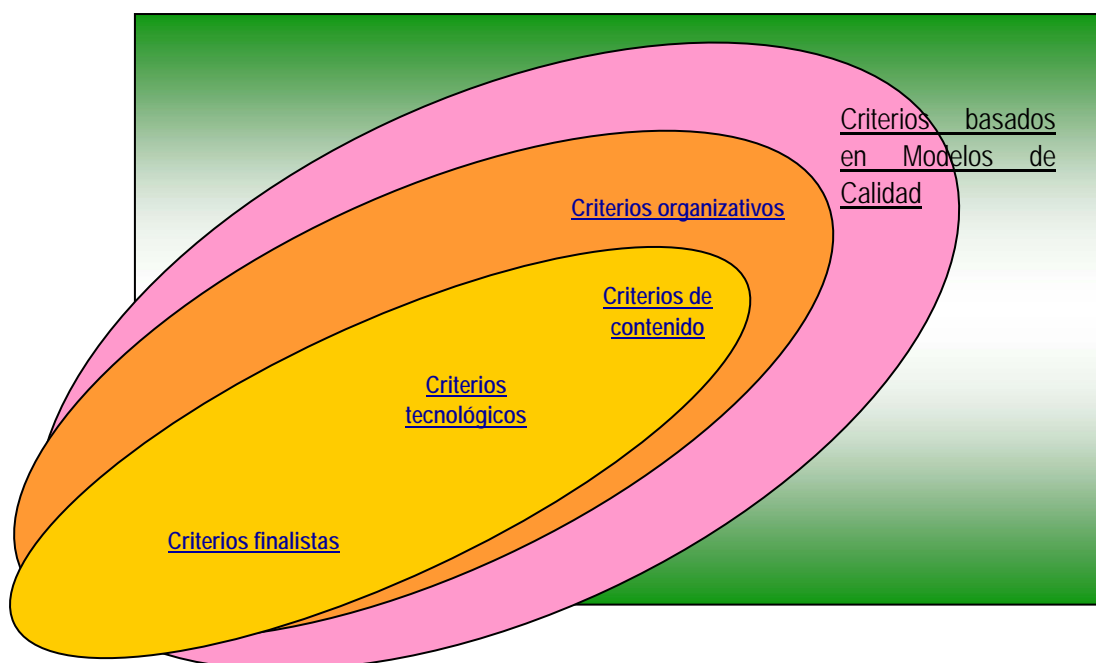 Criterios basados
en Modelos de
Calidad
Criterios organizativos
Criterios de
contenido
Criterios
tecnológicos
Criterios finalistas